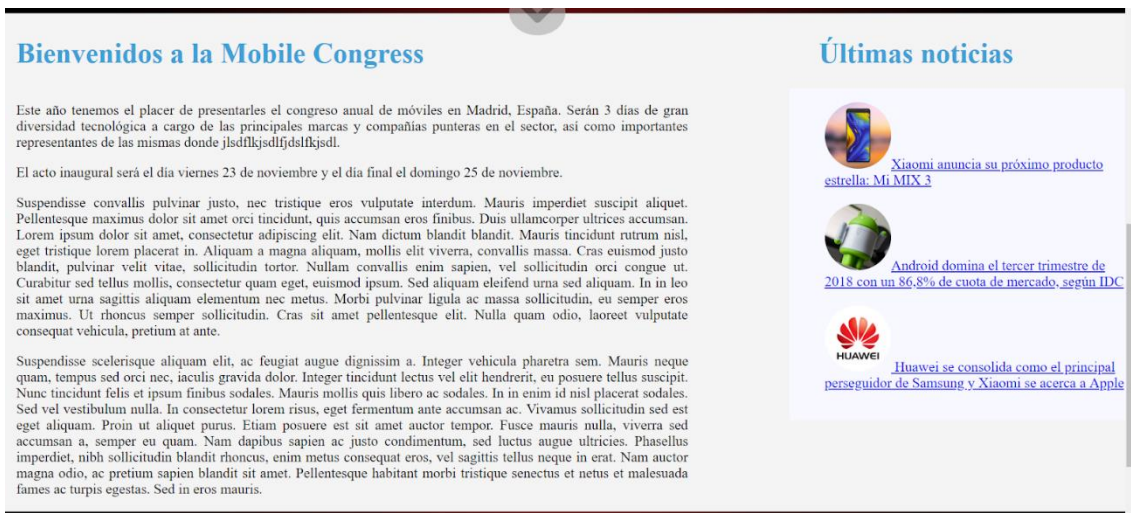 Bienvenidos a la Mobile Congress
Este año tenemos el placer de presentarles el congreso anual de móviles en Madrid, España. Serán 3 días de gran
diversidad tecnológica a cargo de las principales marcas y compañías punteras en el sector, así como importantes
representantes de las mismas donde jlsdflkjsdlfjdslfkjsdl.
El acto inaugural será el día viernes 23 de noviembre y el día final el domingo 25 de noviembre.
Suspendisse convallis pulvinar justo, nec tristique eros vulputate interdum. Mauris imperdiet suscipit aliquet.
Pellentesque maximus dolor sit amet orci tincidunt, quis accumsan eros finibus. Duis ullamcorper ultrices accumsan.
Lorem ipsum dolor sit amet, consectetur adipiscing elit. Nam dictum blandit blandit. Mauris tincidunt rutrum nisl,
eget tristique lorem placerat in. Aliquam a magna aliquam, mollis elit viverra, convallis massa. Cras euismod justo
blandit, pulvinar velit vitae, sollicitudin tortor. Nullam convallis enim sapien, vel sollicitudin orci congue ut.
Curabitur sed tellus mollis, consectetur quam eget, euismod ipsum. Sed aliquam eleifend urna sed aliquam. In in leo
sit amet urna sagittis aliquam elementum nec metus. Morbi pulvinar ligula ac massa sollicitudin, eu semper eros
maximus. Ut rhoncus semper sollicitudin. Cras sit amet pellentesque elit. Nulla quam odio, laoreet vulputate
consequat vehicula, pretium at ante.
Suspendisse scelerisque aliquam elit, ac feugiat augue dignissim a. Integer vehicula pharetra sem. Mauris neque
quam, tempus sed orci nec, iaculis gravida dolor. Integer tincidunt lectus vel elit hendrerit, eu posuere tellus suscipit.
Nunc tincidunt felis et ipsum finibus sodales. Mauris mollis quis libero ac sodales. In in enim id nisl placerat sodales.
Sed vel vestibulum nulla. In consectetur lorem risus, eget fermentum ante accumsan ac. Vivamus sollicitudin sed est
eget aliquam. Proin ut aliquet purus. Etiam posuere est sit amet auctor tempor. Fusce mauris nulla, viverra sed
accumsan a, semper eu quam. Nam dapibus sapien ac justo condimentum, sed luctus augue ultricies. Phasellus
imperdiet, nibh sollicitudin blandit rhoncus, enim metus consequat eros, vel sagittis tellus neque in erat. Nam auctor
magna odio, ac pretium sapien blandit sit amet. Pellentesque habitant morbi tristique senectus et netus et malesuada
fames ac turpis egestas. Sed in eros mauris.
Últimas noticias
Xiaomi anuncia su próximo producto
estrella: Mi MIX 3
Android domina el tercer trimestre de
2018 con un 86,8% de cuota de mercado, según IDC
HUAWEI
Huawei se consolida como el principal
perseguidor de Samsung y Xiaomi se acerca a Apple